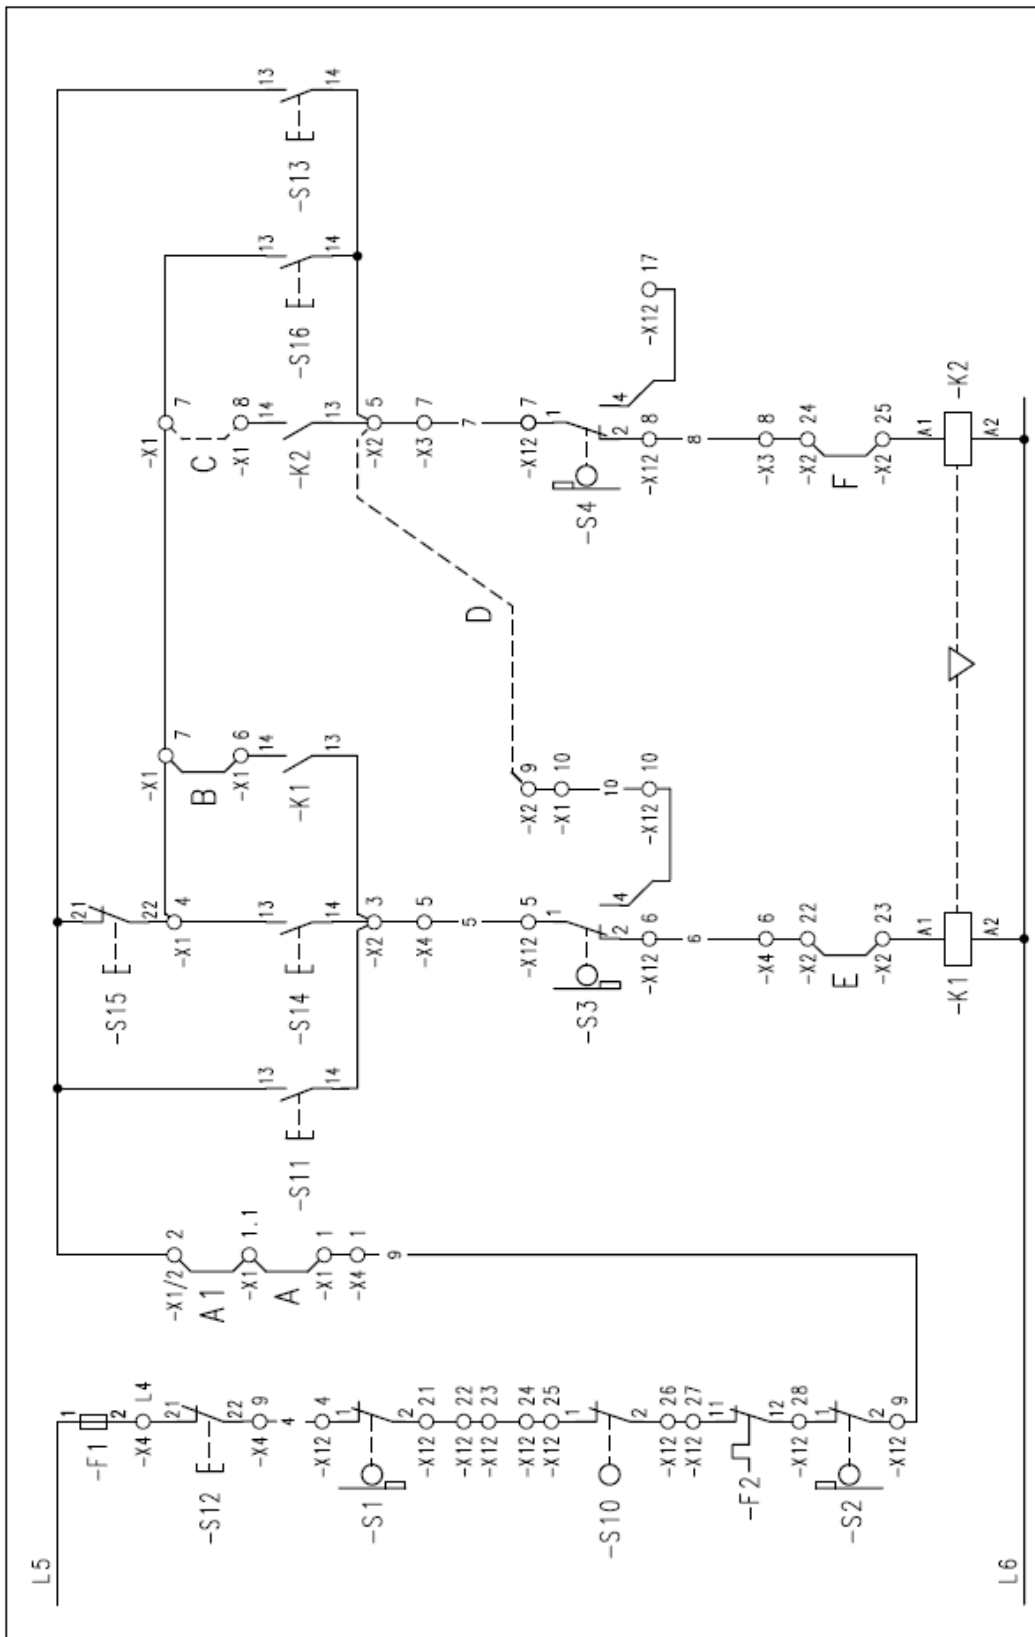 L5
L6
-F1
1
2
-X4
L4
-S12
21
22
-X4
9
4
-X12
4
-S1
1
2
-X12
21
-X12
22
-X12
23
-X12
24
-X12
25
-S10
1
2
-X12
26
-X12
27
-F2
11
12
-X12
28
-S2
1
2
-X12
9
-X1/2
2
A1
-X1
1.1
A
-X1
1
-X4
1
9
-S11
13
14
-S15
21
22
-X1
4
-S14
13
14
-X2
3
-X4
5
5
-X12
5
-S3
1
2
4
-X12
6
6
-X4
6
-X2
22
E
-X2
23
A1
-K1
A2
-X1
7
B
-X1
6
14
-K1
13
-X2
9
-X1
10
10
-X12
10
D
-X1
7
C
-X1
8
14
-K2
13
-X2
5
-X3
7
7
-X12
7
-S4
1
2
4
-X12
17
-X12
8
8
-X3
8
-X2
24
F
-X2
25
A1
-K2
A2
-S16
13
14
-S13
13
14